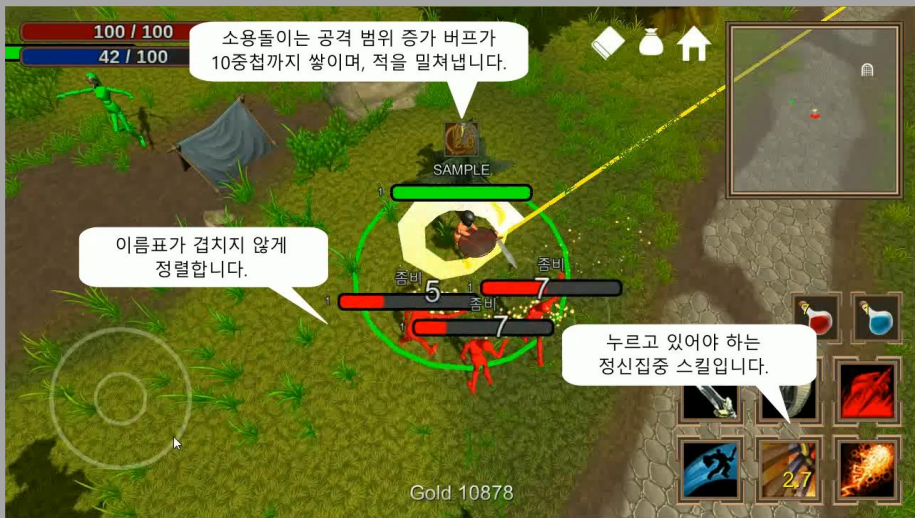 100 / 100
42 / 100
소용돌이는 공격 범위 증가 버프가
10중첩까지 쌓이며, 적을 밀쳐냅니다.
SAMPLE
1
이름표가 겹치지 않게
정렬합니다.
좀비
1
5
좀비
1
7
좀비
1
7
누르고 있어야 하는
정신집중 스킬입니다.
2.7
Gold 10878